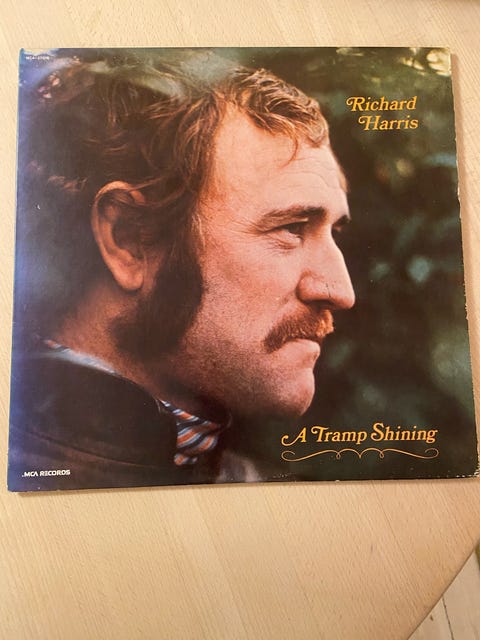 Richard
Harris
A Tramp Shining
MCA RECORDS